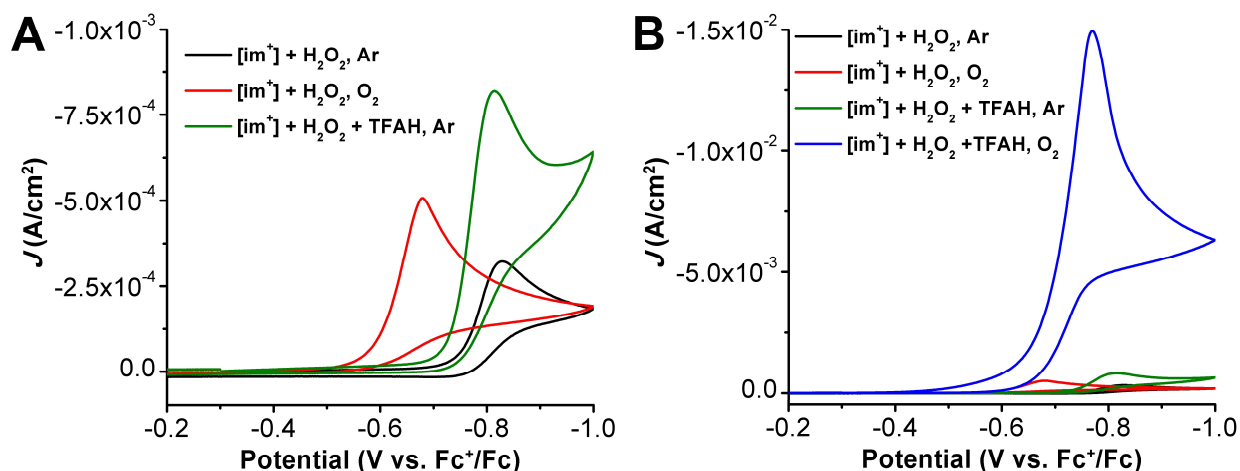 A
-1.0x10⁻³
-7.5x10⁻⁴
-5.0x10⁻⁴
-2.5x10⁻⁴
0.0
J (A/cm²)
[im⁺] + H₂O₂, Ar
[im⁺] + H₂O₂, O₂
[im⁺] + H₂O₂ + TFAH, Ar
-0.2 -0.4 -0.6 -0.8 -1.0
Potential (V vs. Fc⁺/Fc)
B
-1.5x10⁻²
-1.0x10⁻²
-5.0x10⁻³
0.0
J (A/cm²)
[im⁺] + H₂O₂, Ar
[im⁺] + H₂O₂, O₂
[im⁺] + H₂O₂ + TFAH, Ar
[im⁺] + H₂O₂ +TFAH, O₂
-0.2 -0.4 -0.6 -0.8 -1.0
Potential (V vs. Fc⁺/Fc)